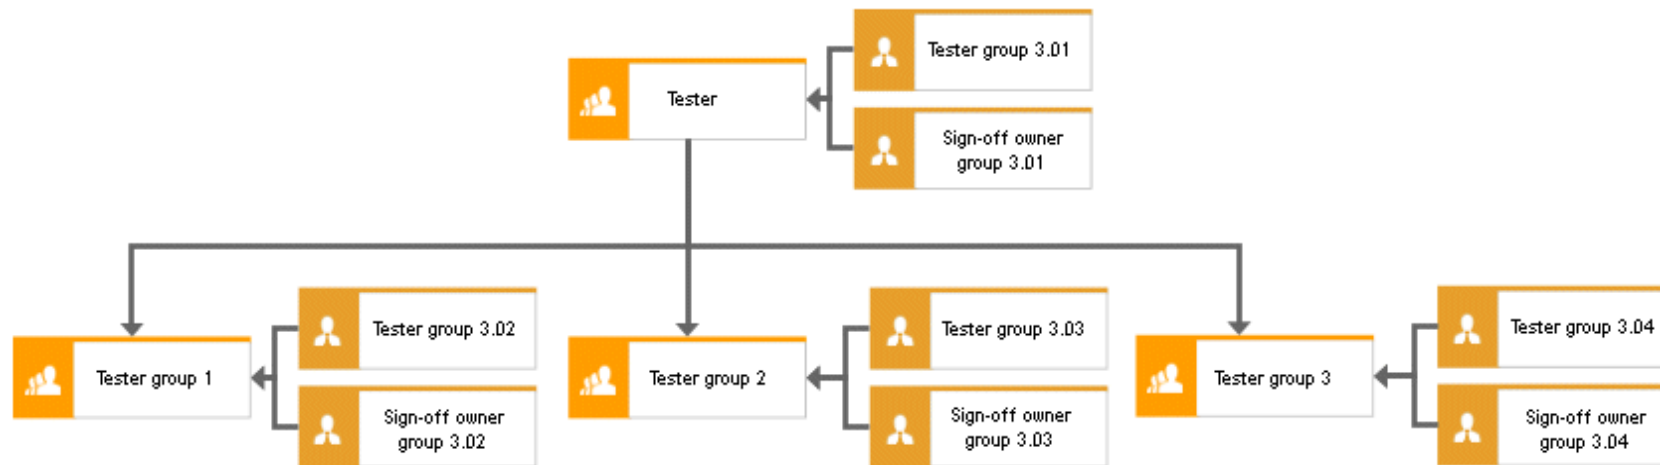 Tester group 3.01
Tester
Sign-off owner
group 3.01
Tester group 3.02
Tester group 3.03
Tester group 3.04
Tester group 1
Tester group 2
Tester group 3
Sign-off owner
group 3.02
Sign-off owner
group 3.03
Sign-off owner
group 3.04